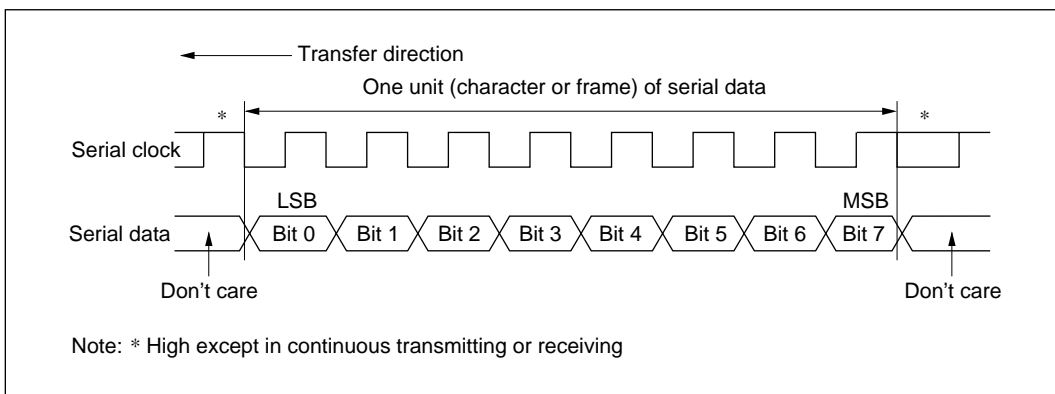 Transfer direction
One unit (character or frame) of serial data
* *
Serial clock
LSB MSB
Serial data Bit 0 Bit 1 Bit 2 Bit 3 Bit 4 Bit 5 Bit 6 Bit 7
Don't care Don't care
Note: * High except in continuous transmitting or receiving